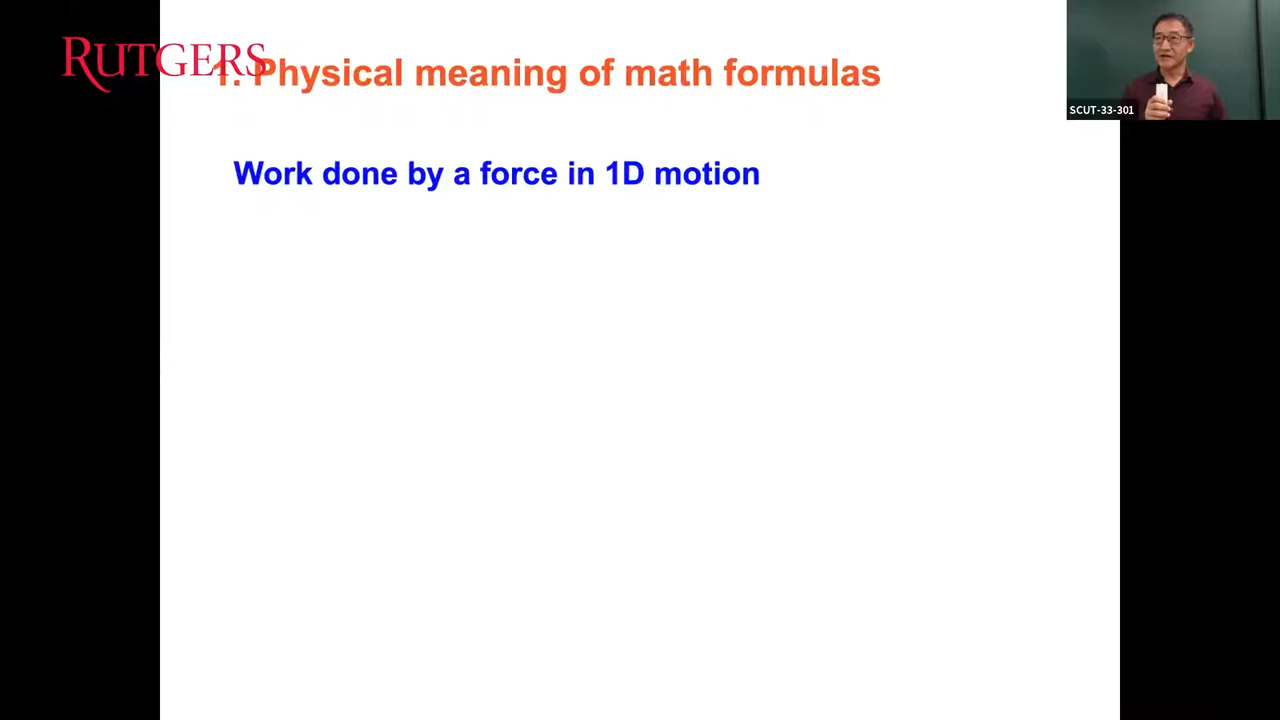 RUTGERS
1. Physical meaning of math formulas
SCUT-33-301
Work done by a force in 1D motion